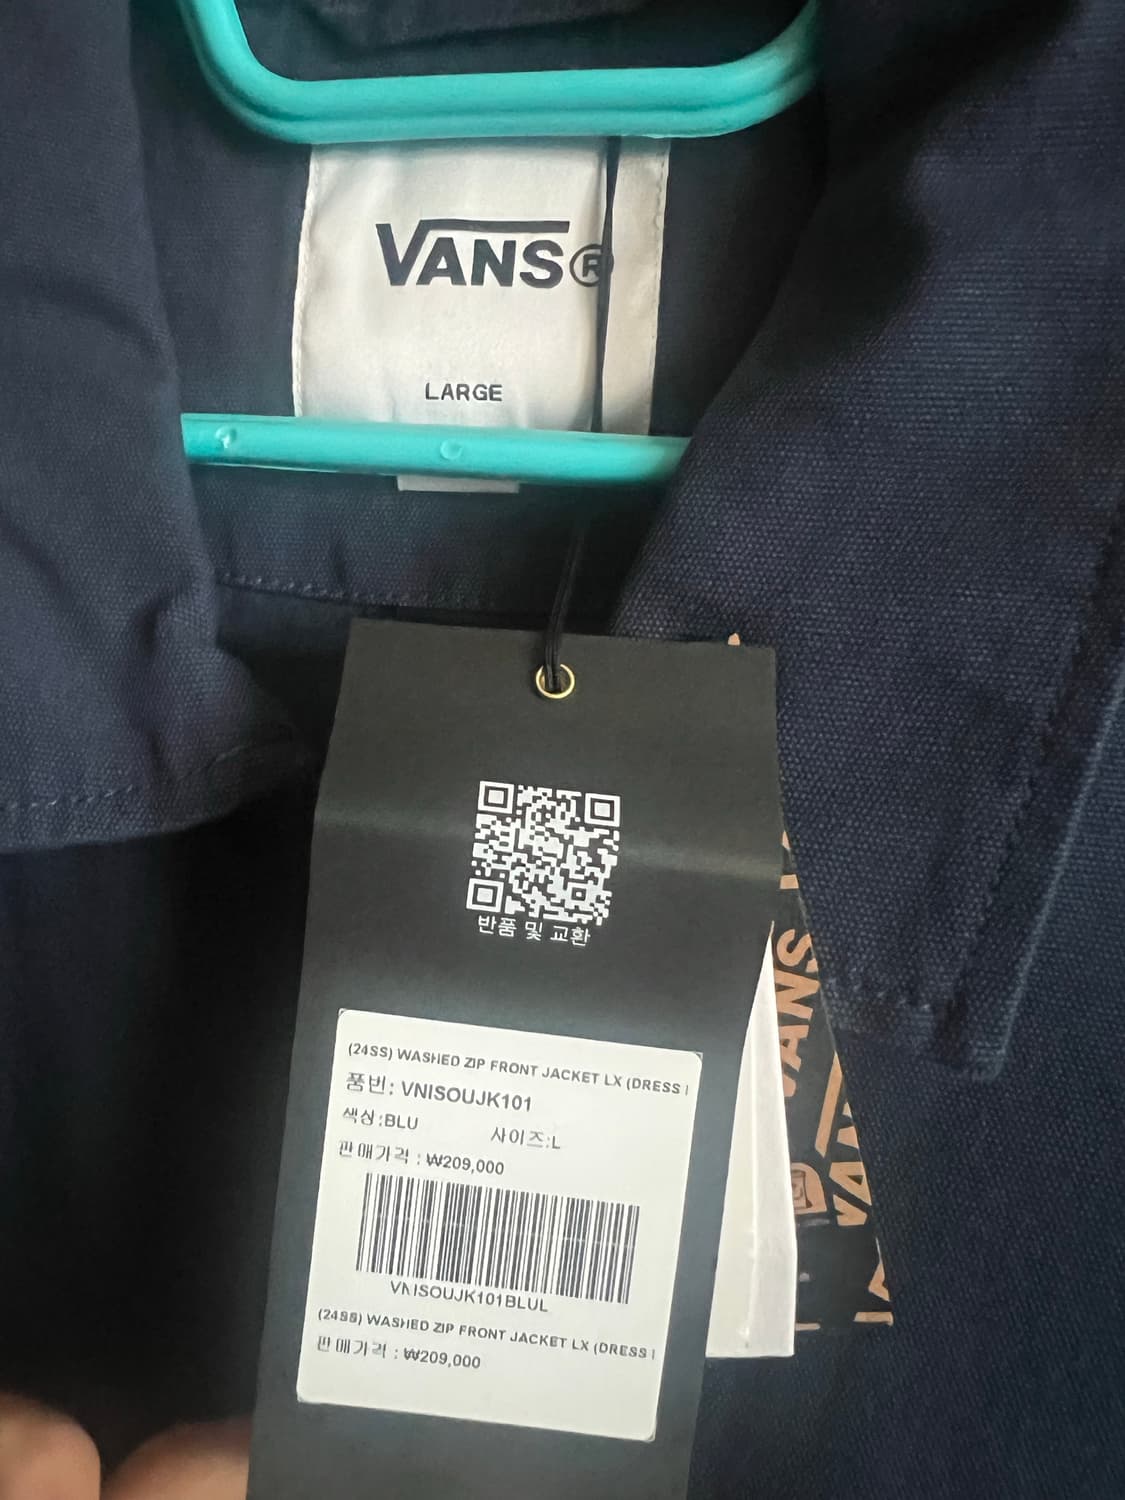 VANS®
LARGE
반품 및 교환
(24SS) WASHED ZIP FRONT JACKET LX (DRESS
품번: VNISOUJK101
색상:BLU 사이즈:L
판매가격 : ₩209,000
VNISOUJK101BLUL
(24SS) WASHED ZIP FRONT JACKET LX (DRESS
판매가격 : ₩209,000
VANS
VANS
VAN